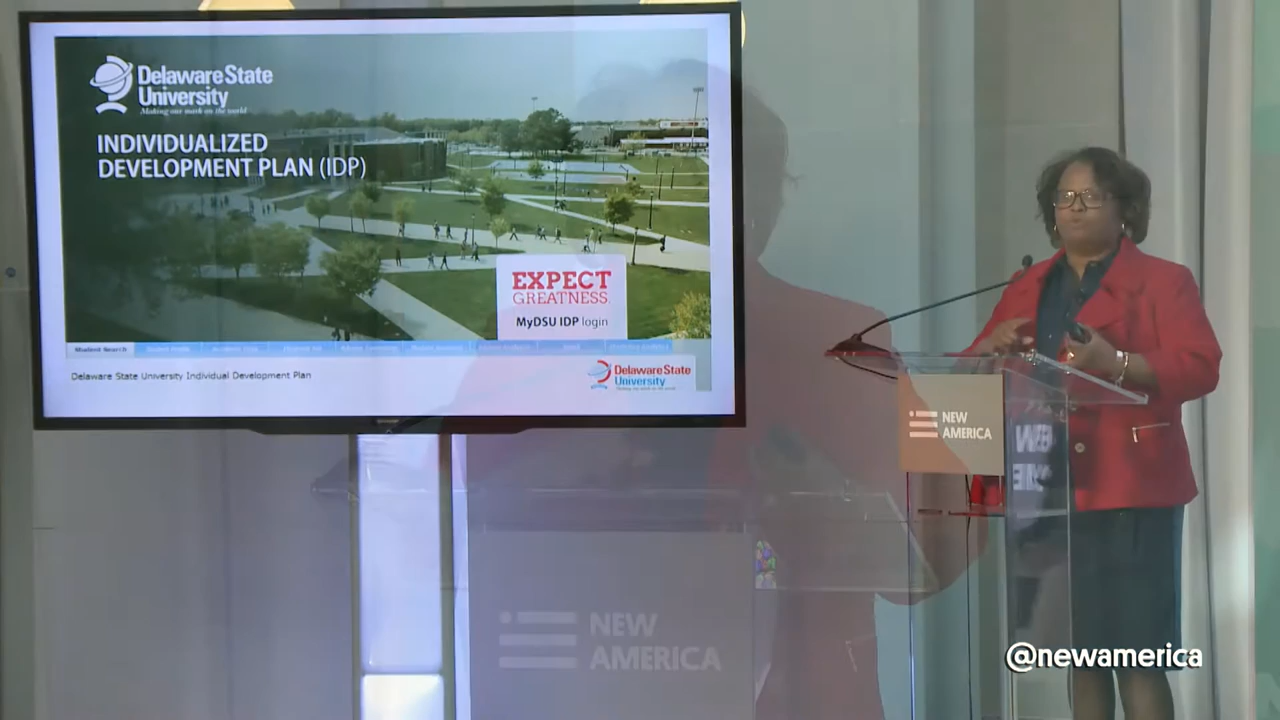 Delaware State
University
Making our mark on the world
INDIVIDUALIZED
DEVELOPMENT PLAN (IDP)
EXPECT
GREATNESS
MyDSU IDP login
Student Search
Delaware State University Individual Development Plan
Delaware State
University
NEW
AMERICA
NEW
AMERICA
@newamerica